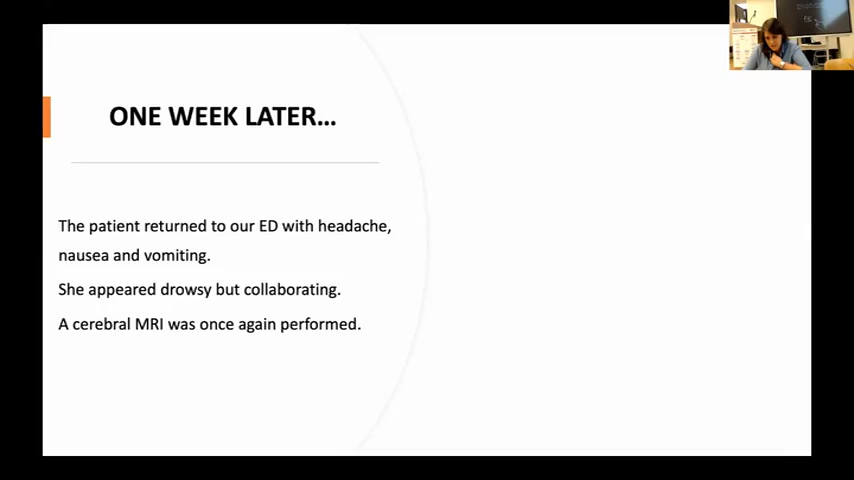 ONE WEEK LATER...
The patient returned to our ED with headache,
nausea and vomiting.
She appeared drowsy but collaborating.
A cerebral MRI was once again performed.